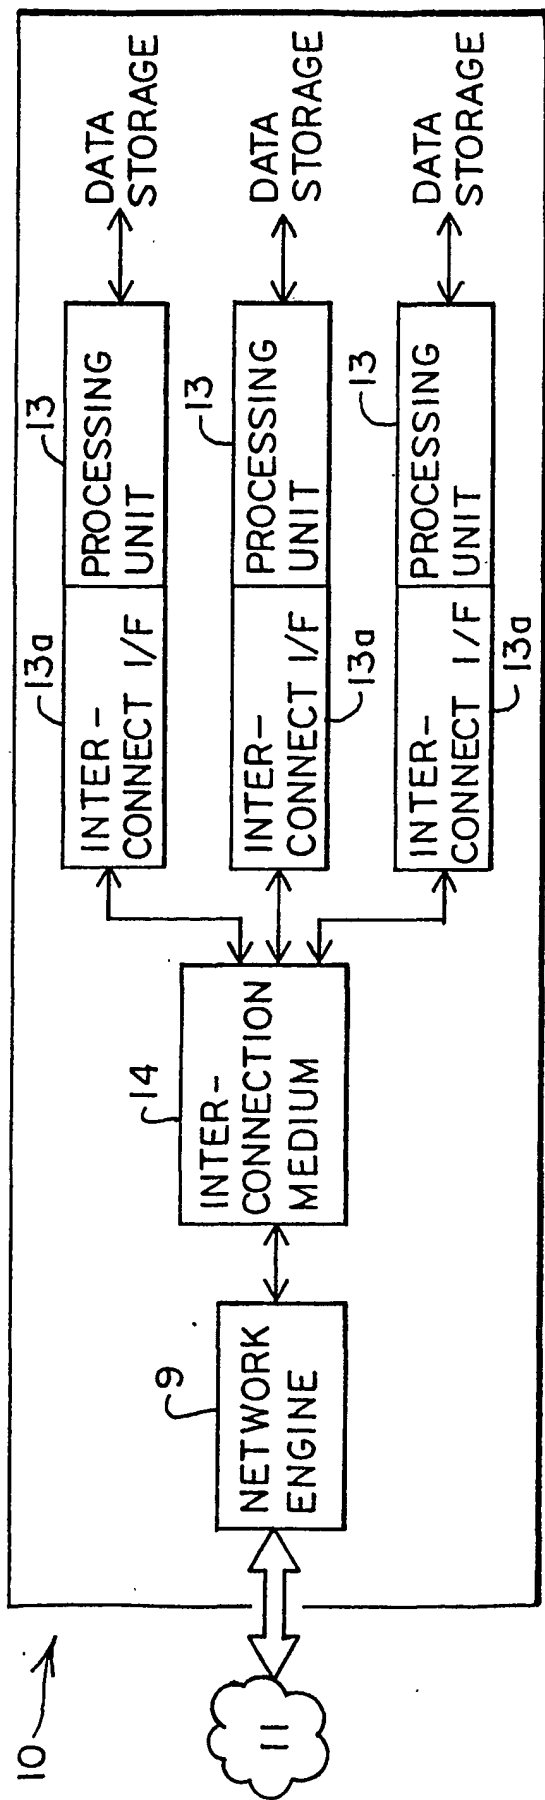 10
11
9
NETWORK
ENGINE
14
INTER-
CONNECTION
MEDIUM
13a
INTER-
CONNECT I/F
13
PROCESSING
UNIT
DATA
STORAGE
INTER-
CONNECT I/F
13a
13
PROCESSING
UNIT
DATA
STORAGE
INTER-
CONNECT I/F
13a
13
PROCESSING
UNIT
DATA
STORAGE